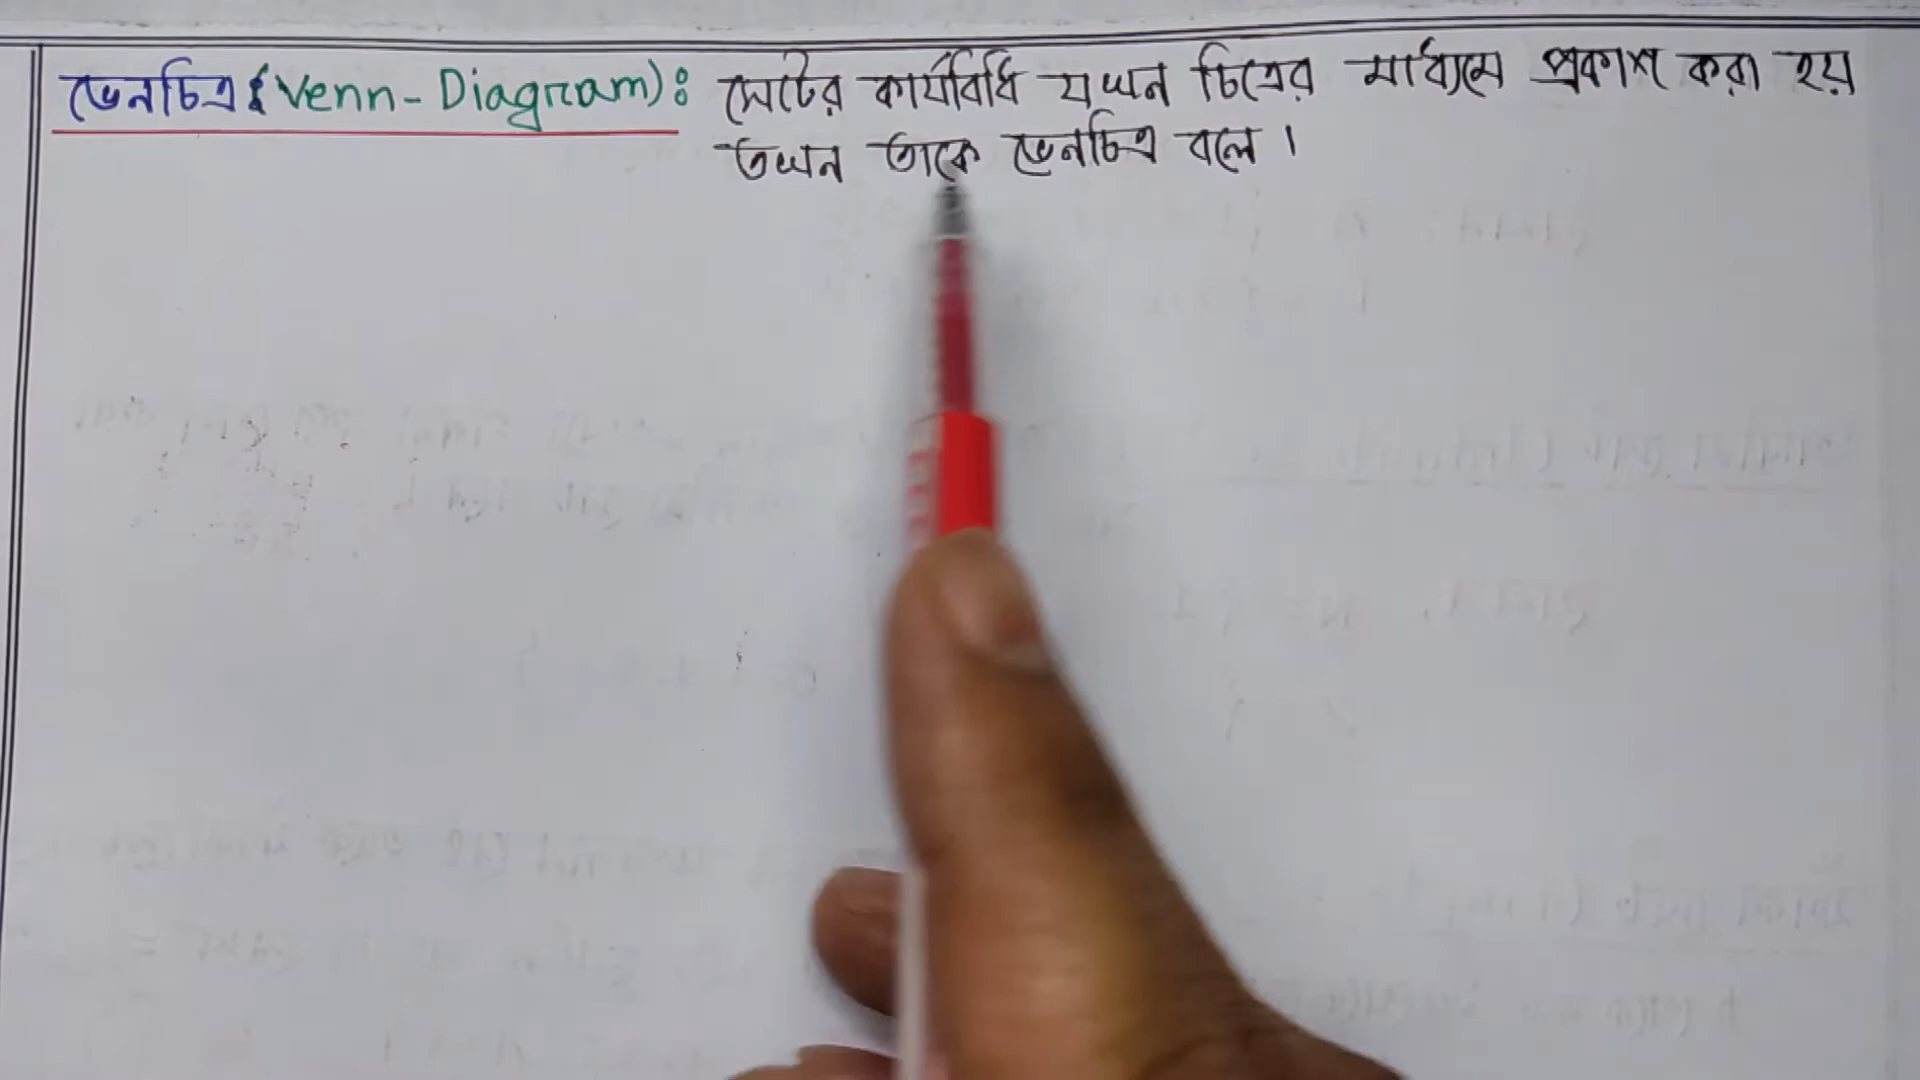 ভেনচিত্র (Venn-Diagram): সেটের কার্যবিধি যখন চিত্রের মাধ্যমে প্রকাশ করা হয়
তখন তাকে ভেনচিত্র বলে।